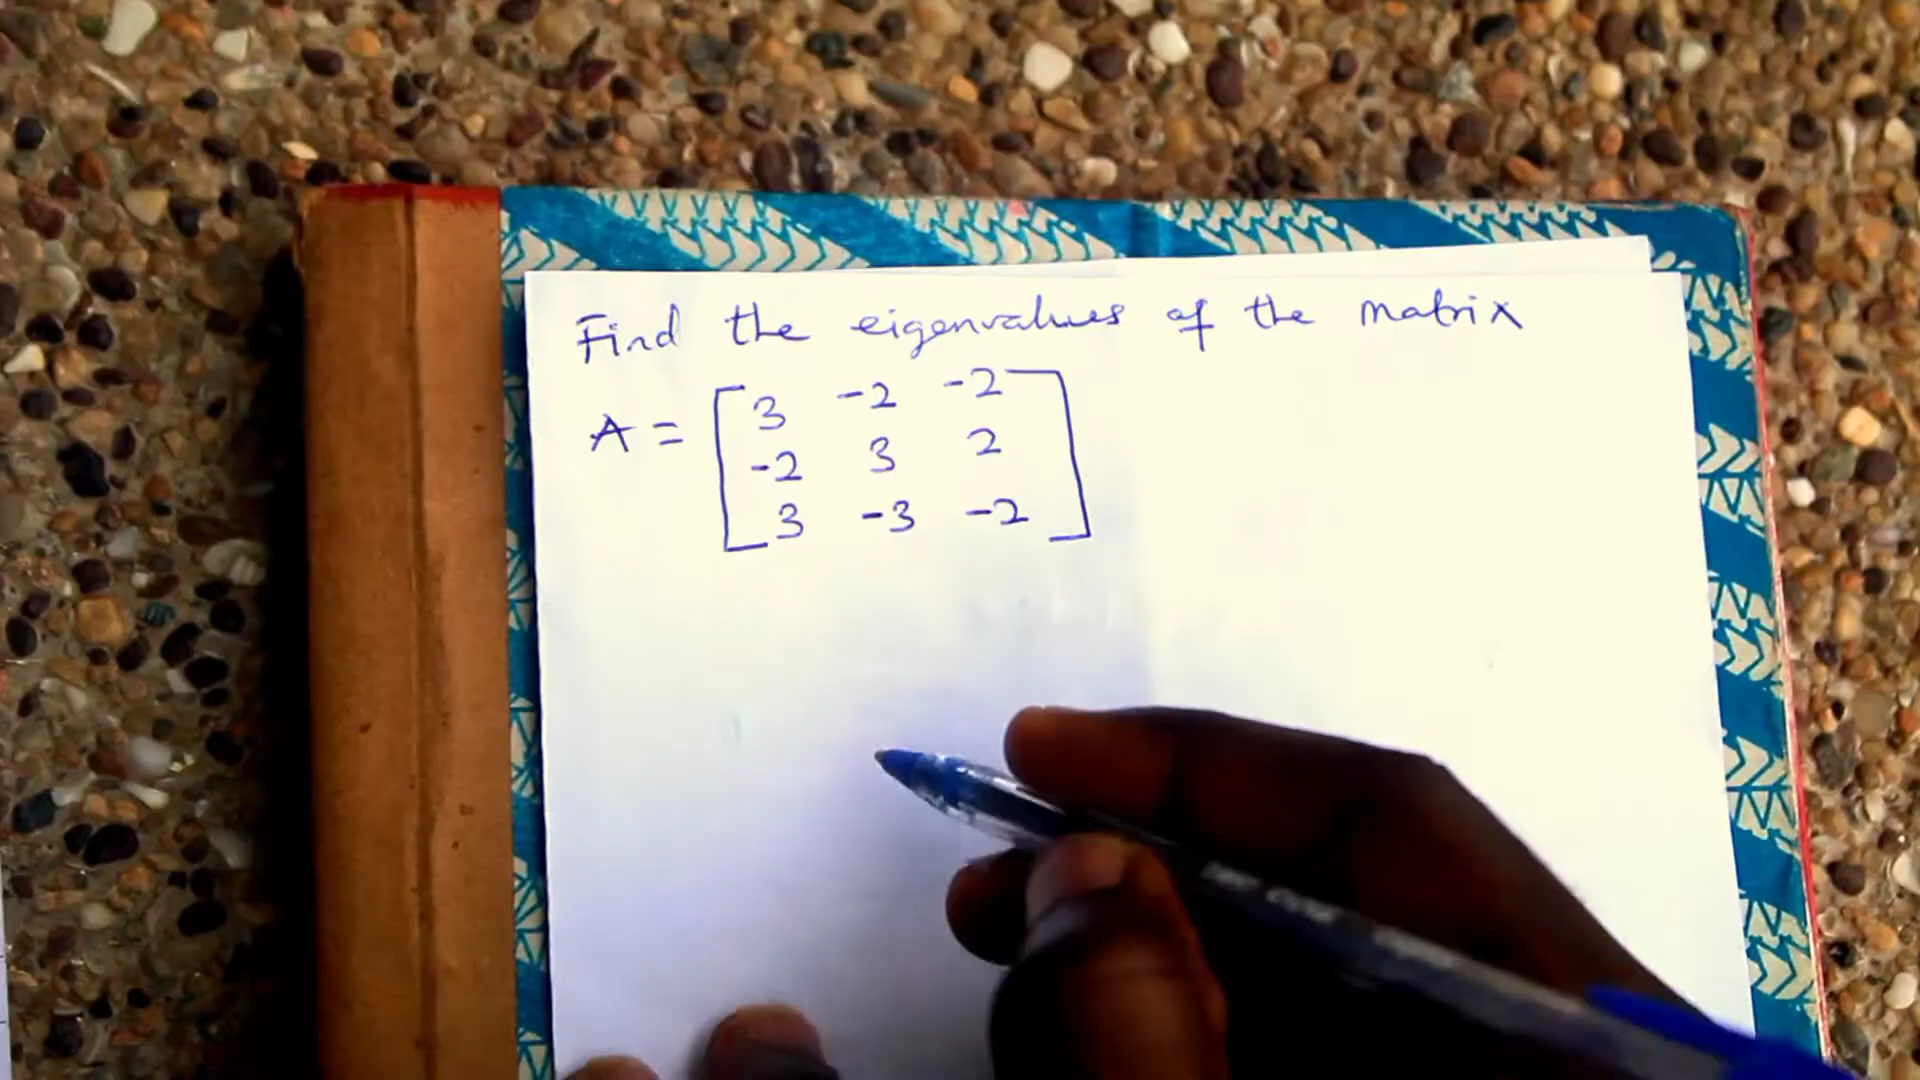 Find the eigenvalues of the matrix
A = [3 -2 -2
-2 3 2
3 -3 -2]